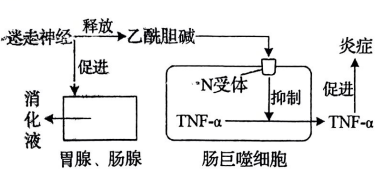 迷走神经 释放 乙酰胆碱 炎症
促进 N受体 抑制 促进
消化液
TNF-α TNF-α
胃腺、肠腺 肠巨噬细胞